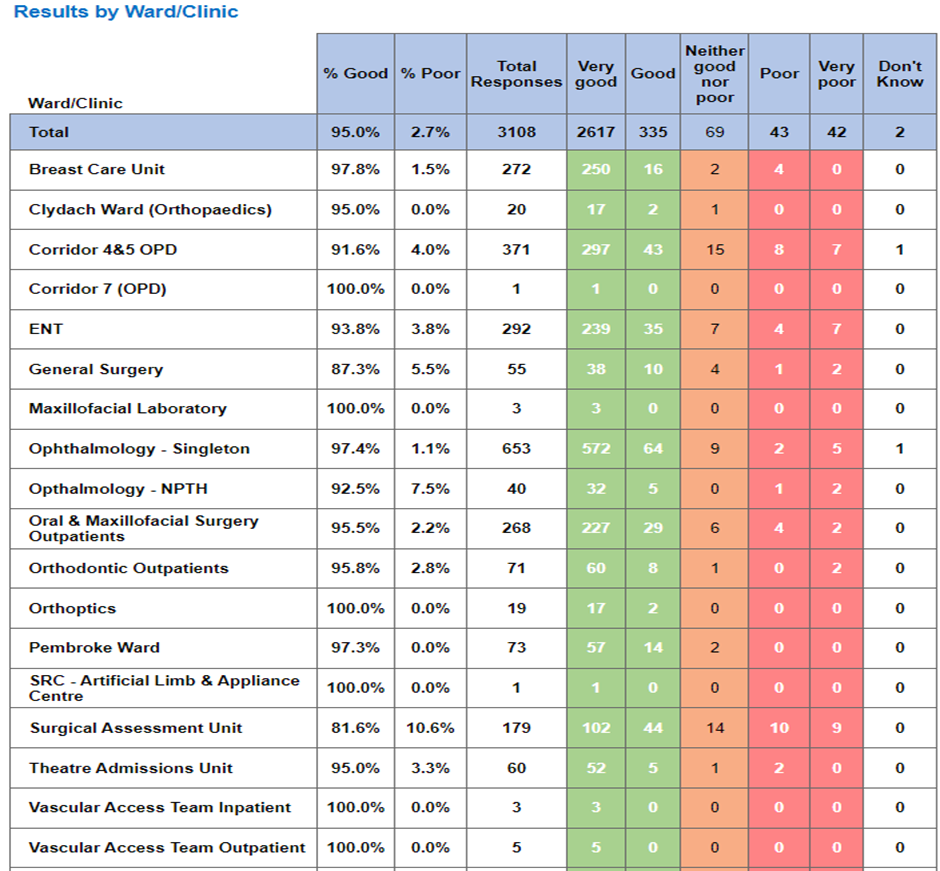 Results by Ward/Clinic
Ward/Clinic % Good % Poor Total Responses Very good Good Neither good nor poor Poor Very poor Don't Know
Total 95.0% 2.7% 3108 2617 335 69 43 42 2
Breast Care Unit 97.8% 1.5% 272 250 16 2 4 0 0
Clydach Ward (Orthopaedics) 95.0% 0.0% 20 17 2 1 0 0 0
Corridor 4&5 OPD 91.6% 4.0% 371 297 43 15 8 7 1
Corridor 7 (OPD) 100.0% 0.0% 1 1 0 0 0 0 0
ENT 93.8% 3.8% 292 239 35 7 4 7 0
General Surgery 87.3% 5.5% 55 38 10 4 1 2 0
Maxillofacial Laboratory 100.0% 0.0% 3 3 0 0 0 0 0
Ophthalmology - Singleton 97.4% 1.1% 653 572 64 9 2 5 1
Opthalmology - NPTH 92.5% 7.5% 40 32 5 0 1 2 0
Oral & Maxillofacial Surgery Outpatients 95.5% 2.2% 268 227 29 6 4 2 0
Orthodontic Outpatients 95.8% 2.8% 71 60 8 1 0 2 0
Orthoptics 100.0% 0.0% 19 17 2 0 0 0 0
Pembroke Ward 97.3% 0.0% 73 57 14 2 0 0 0
SRC - Artificial Limb & Appliance Centre 100.0% 0.0% 1 1 0 0 0 0 0
Surgical Assessment Unit 81.6% 10.6% 179 102 44 14 10 9 0
Theatre Admissions Unit 95.0% 3.3% 60 52 5 1 2 0 0
Vascular Access Team Inpatient 100.0% 0.0% 3 3 0 0 0 0 0
Vascular Access Team Outpatient 100.0% 0.0% 5 5 0 0 0 0 0